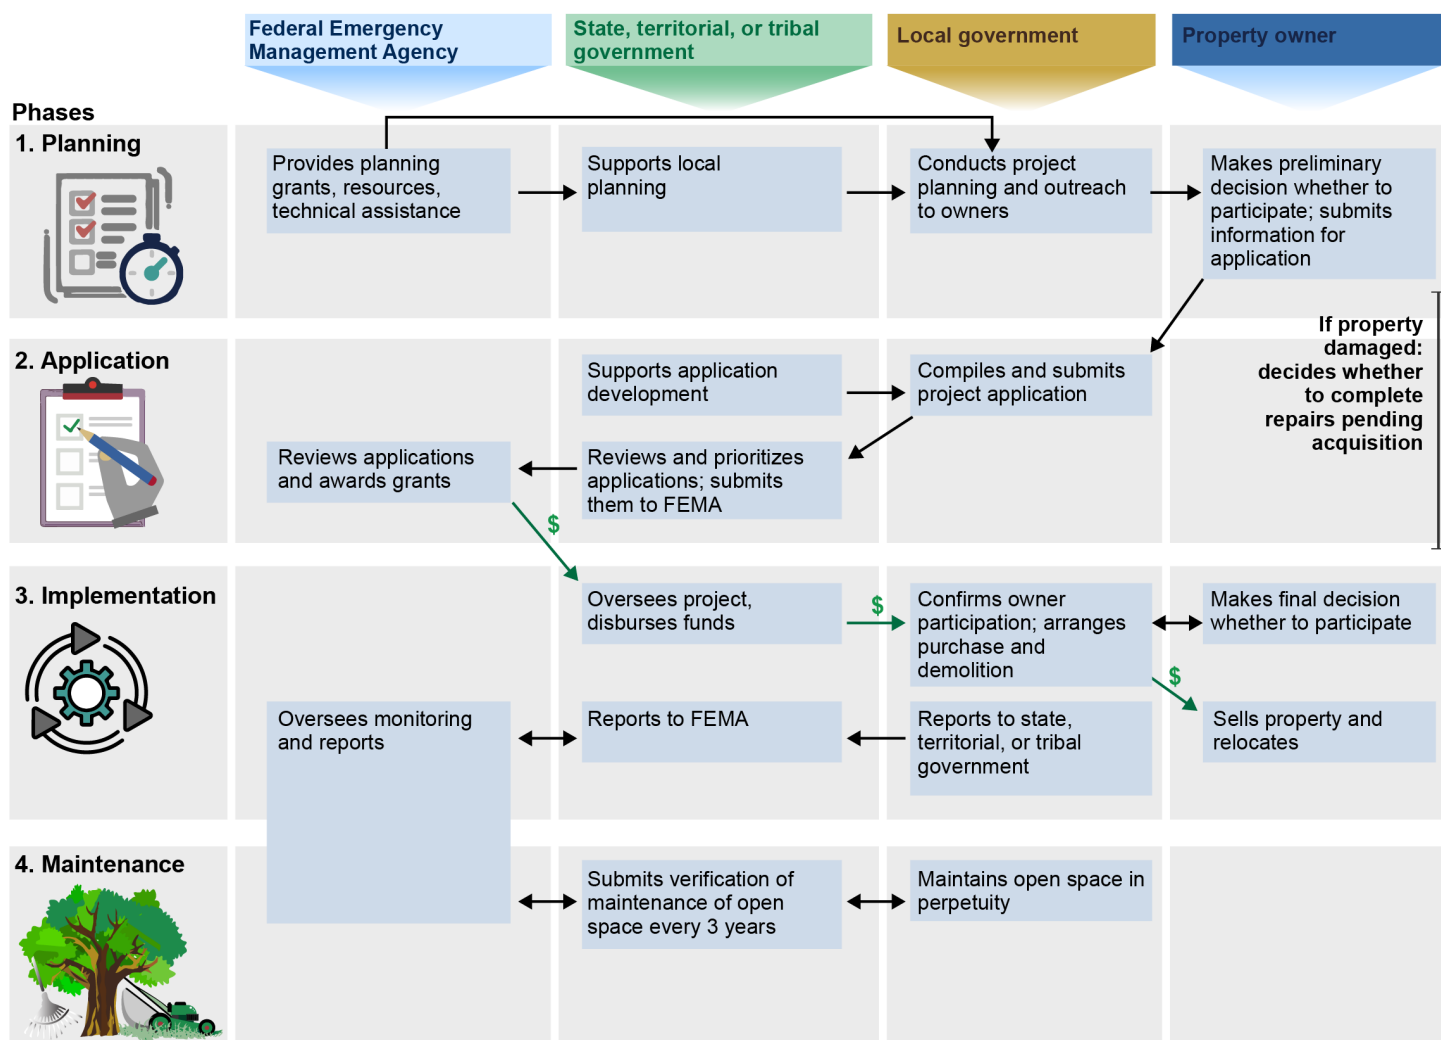 Federal Emergency
Management Agency
State, territorial, or tribal
government
Local government
Property owner
Phases
1. Planning
Provides planning
grants, resources,
technical assistance
Supports local
planning
Conducts project
planning and outreach
to owners
Makes preliminary
decision whether to
participate; submits
information for
application
If property
damaged:
decides whether
to complete
repairs pending
acquisition
2. Application
Supports application
development
Compiles and submits
project application
Reviews applications
and awards grants
Reviews and prioritizes
applications; submits
them to FEMA
$
3. Implementation
Oversees project,
disburses funds
$
Confirms owner
participation; arranges
purchase and
demolition
Makes final decision
whether to participate
$
Oversees monitoring
and reports
Reports to FEMA
Reports to state,
territorial, or tribal
government
Sells property and
relocates
4. Maintenance
Submits verification of
maintenance of open
space every 3 years
Maintains open space in
perpetuity